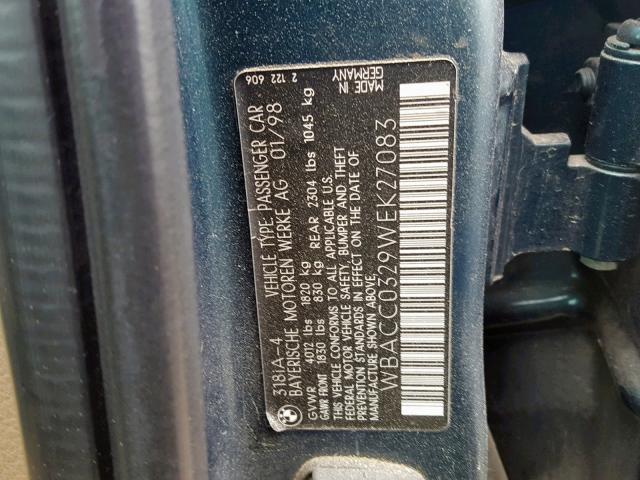 318iA-4 VEHICLE TYPE: PASSENGER CAR 2 122 606
BAYERISCHE MOTOREN WERKE AG 01/98
GVWR 4012 lbs 1820 kg
GAWR FRONT 1830 lbs 830 kg REAR 2304 lbs 1045 kg
THIS VEHICLE CONFORMS TO ALL APPLICABLE U.S.
FEDERAL MOTOR VEHICLE SAFETY, BUMPER AND THEFT
PREVENTION STANDARDS IN EFFECT ON THE DATE OF
MANUFACTURE SHOWN ABOVE.
MADE IN
GERMANY
WBACC0329WEK27083